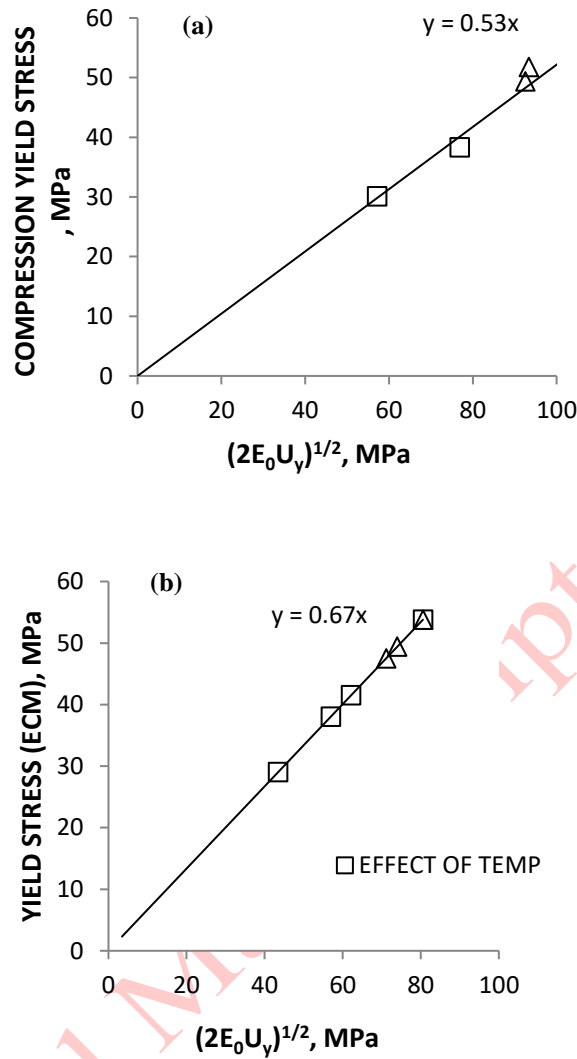 (a)
y = 0.53x
60
50
40
30
20
10
0
0 20 40 60 80 100
COMPRESSION YIELD STRESS
, MPa
(2E₀Uᵧ)¹/², MPa
(b)
y = 0.67x
60
50
40
30
20
10
0
0 20 40 60 80 100
YIELD STRESS (ECM), MPa
EFFECT OF TEMP
(2E₀Uᵧ)¹/², MPa